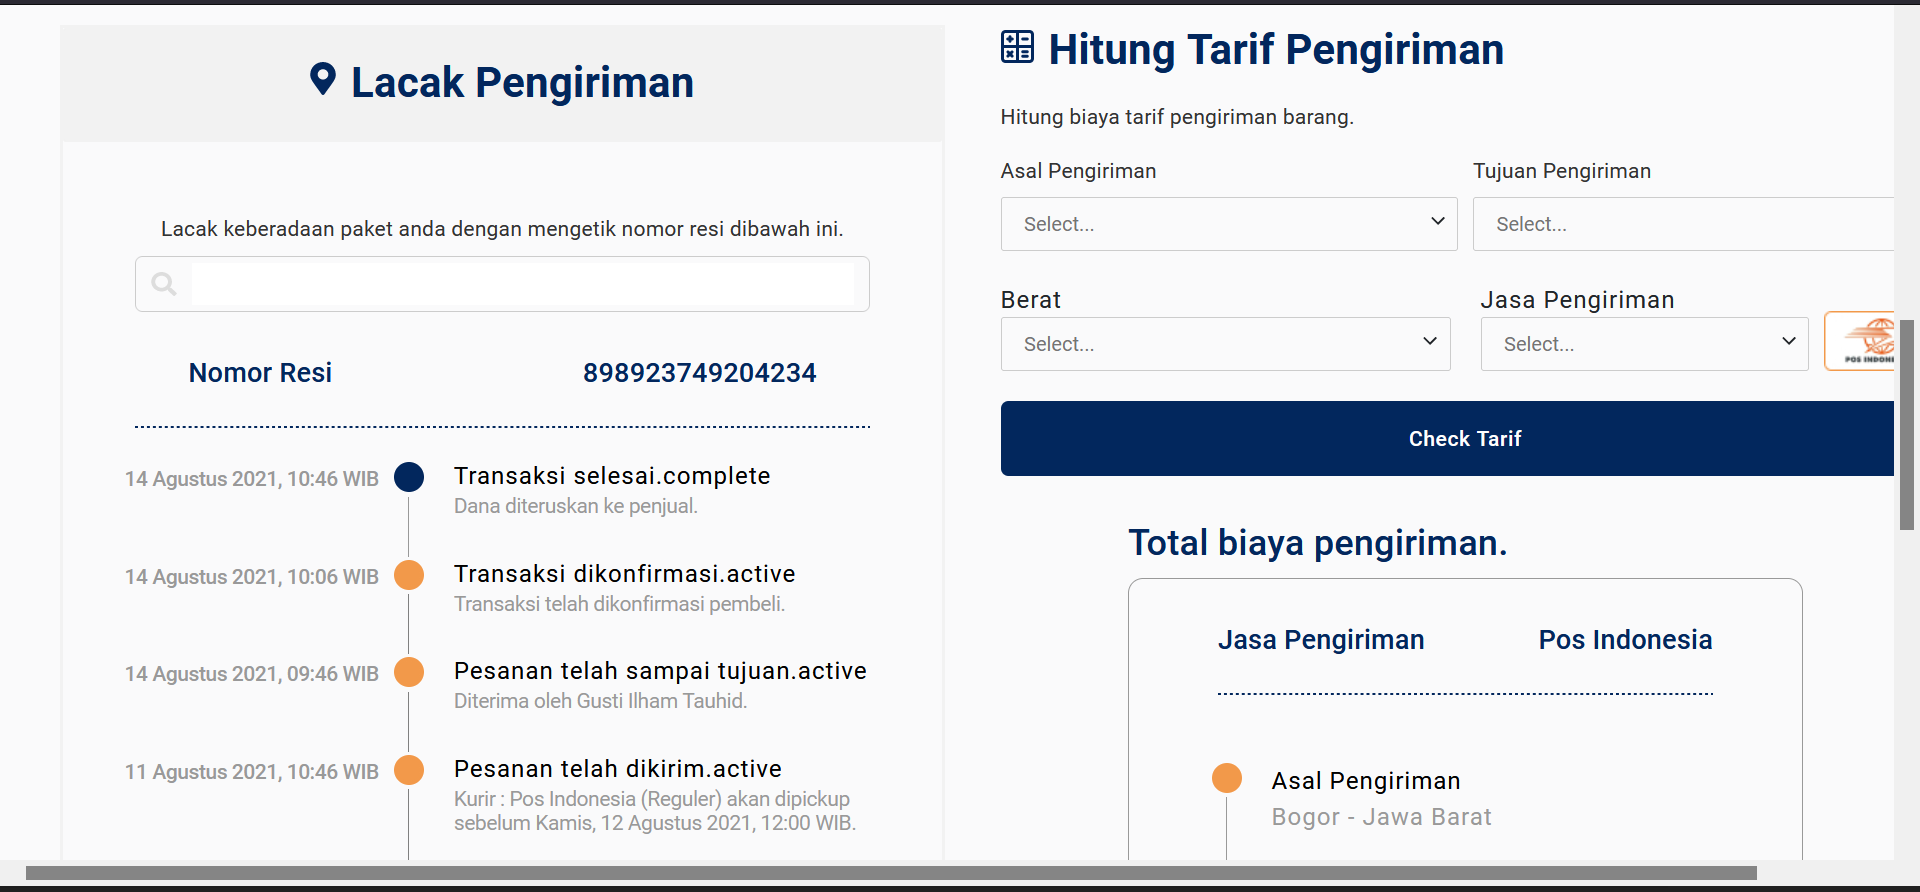 Lacak Pengiriman
Lacak keberadaan paket anda dengan mengetik nomor resi dibawah ini.
Nomor Resi 898923749204234
14 Agustus 2021, 10:46 WIB Transaksi selesai.complete
Dana diteruskan ke penjual.
14 Agustus 2021, 10:06 WIB Transaksi dikonfirmasi.active
Transaksi telah dikonfirmasi pembeli.
14 Agustus 2021, 09:46 WIB Pesanan telah sampai tujuan.active
Diterima oleh Gusti Ilham Tauhid.
11 Agustus 2021, 10:46 WIB Pesanan telah dikirim.active
Kurir : Pos Indonesia (Reguler) akan dipickup
sebelum Kamis, 12 Agustus 2021, 12:00 WIB.
Hitung Tarif Pengiriman
Hitung biaya tarif pengiriman barang.
Asal Pengiriman Tujuan Pengiriman
Select... Select...
Berat Jasa Pengiriman
Select... Select...
POS INDON
Check Tarif
Total biaya pengiriman.
Jasa Pengiriman Pos Indonesia
Asal Pengiriman
Bogor - Jawa Barat